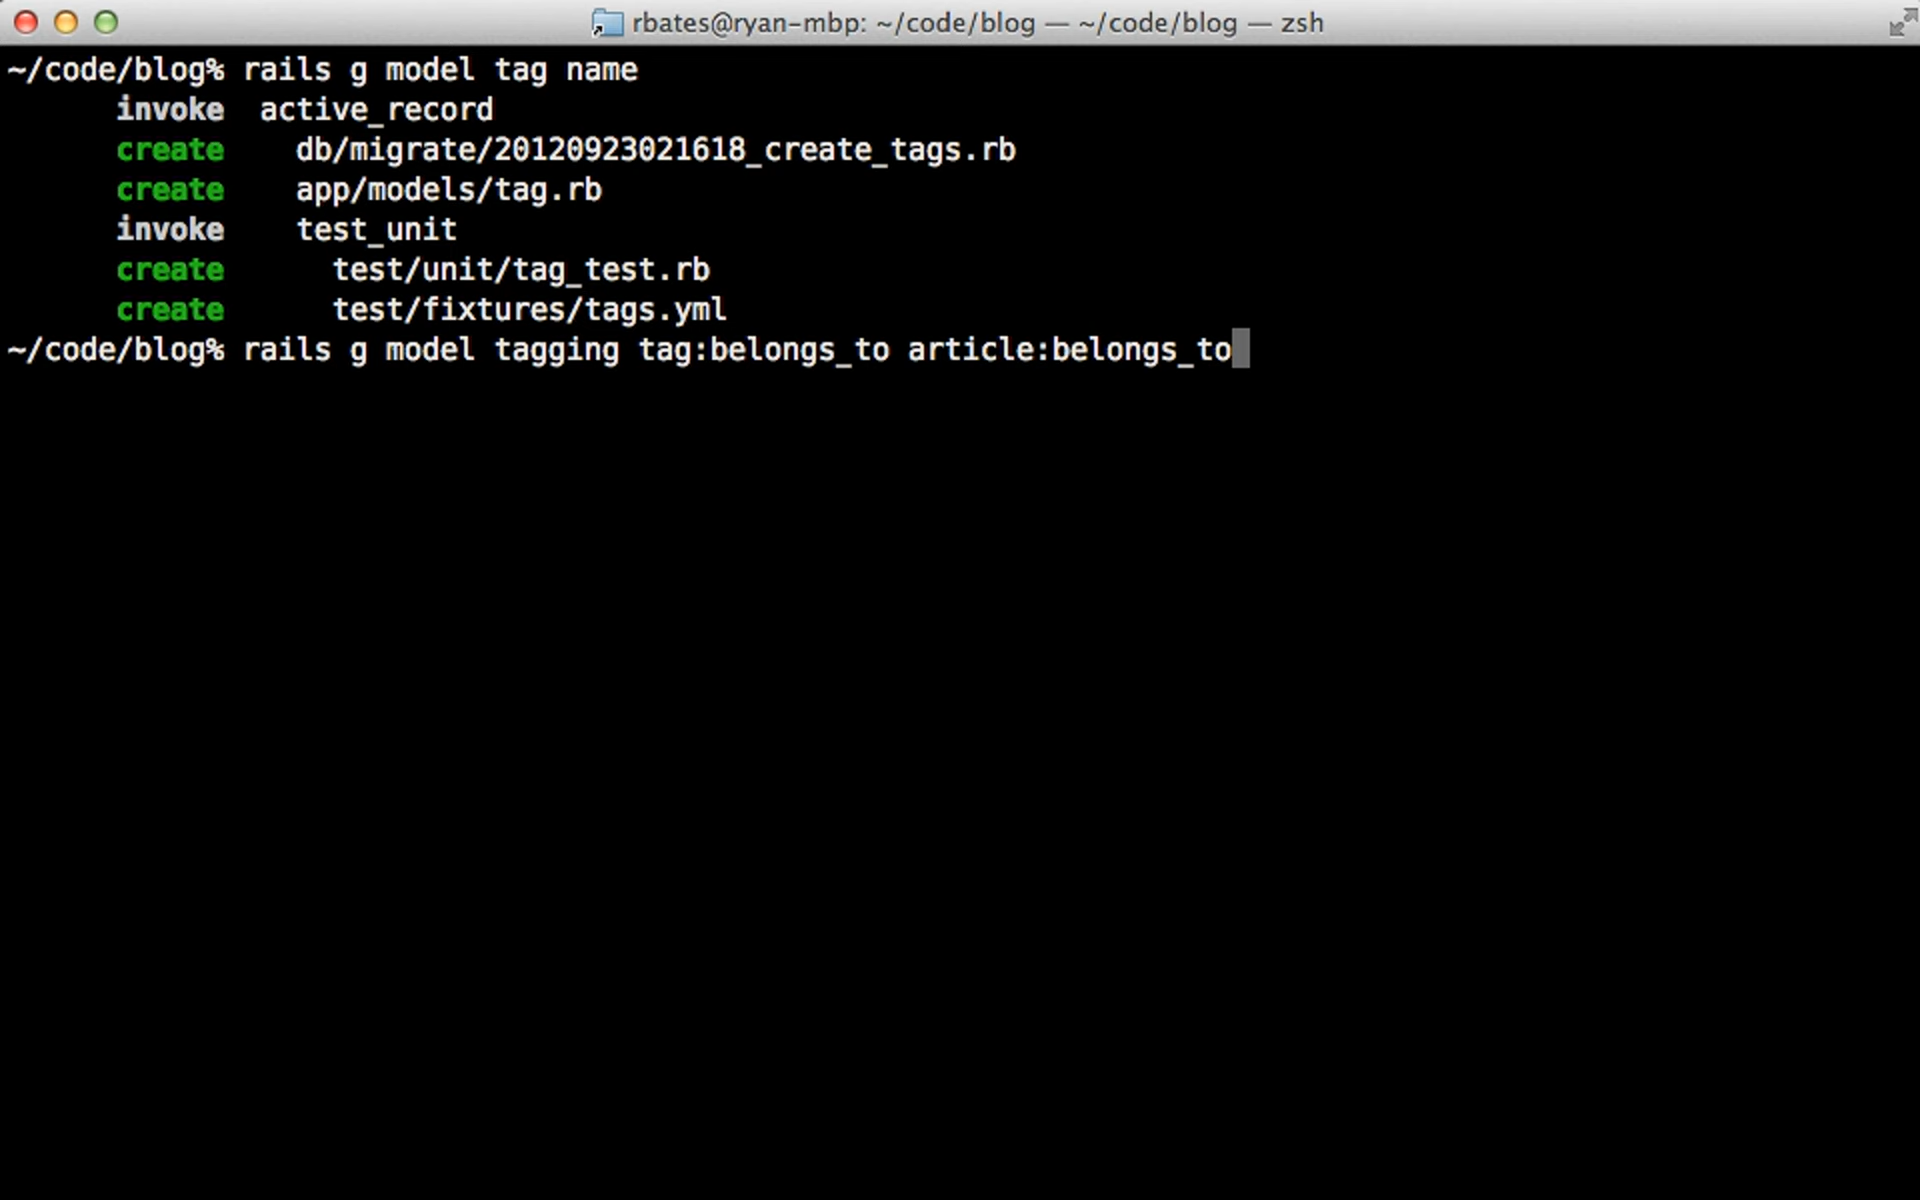 rbates@ryan-mbp: ~/code/blog — ~/code/blog — zsh
~/code/blog% rails g model tag name
invoke active_record
create db/migrate/20120923021618_create_tags.rb
create app/models/tag.rb
invoke test_unit
create test/unit/tag_test.rb
create test/fixtures/tags.yml
~/code/blog% rails g model tagging tag:belongs_to article:belongs_to